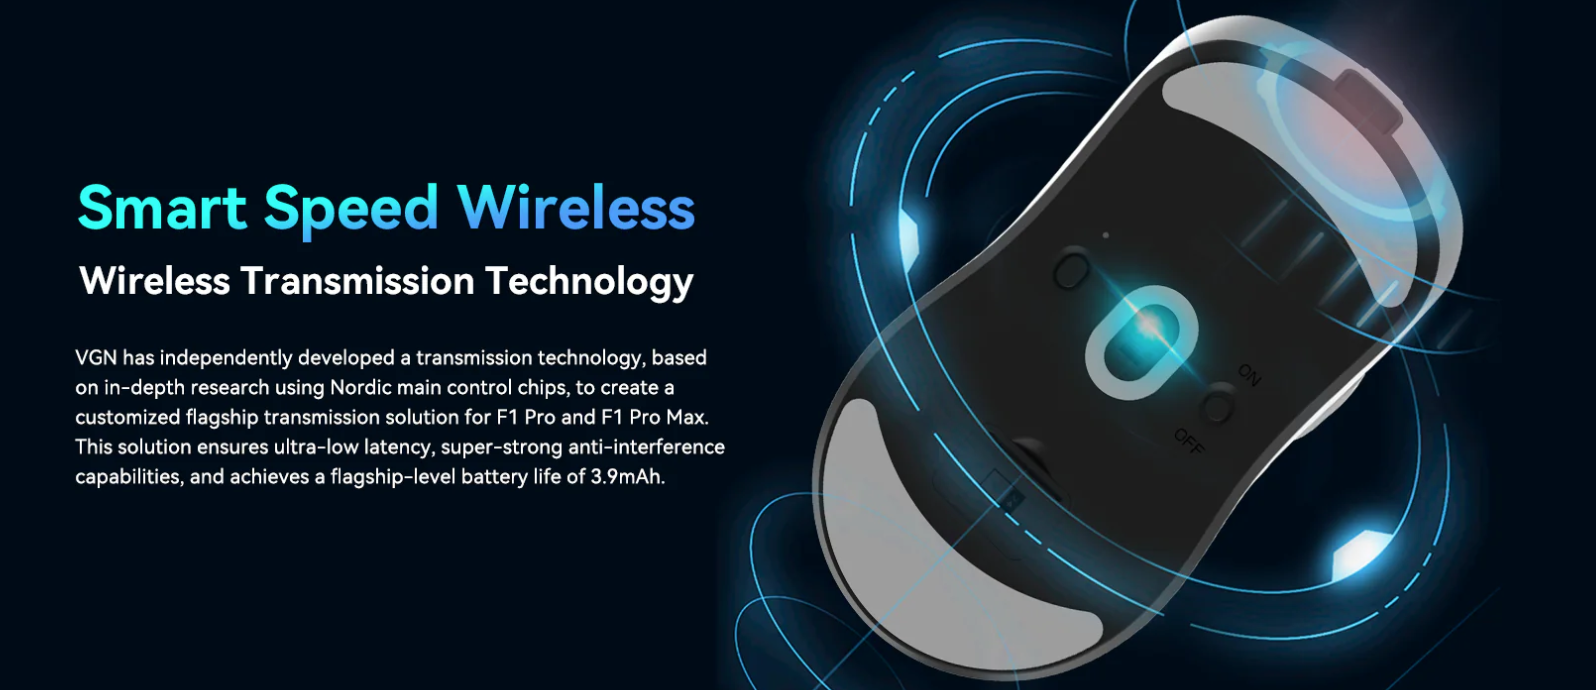 Smart Speed Wireless
Wireless Transmission Technology
VGN has independently developed a transmission technology, based
on in-depth research using Nordic main control chips, to create a
customized flagship transmission solution for F1 Pro and F1 Pro Max.
This solution ensures ultra-low latency, super-strong anti-interference
capabilities, and achieves a flagship-level battery life of 3.9mAh.
ON
OFF